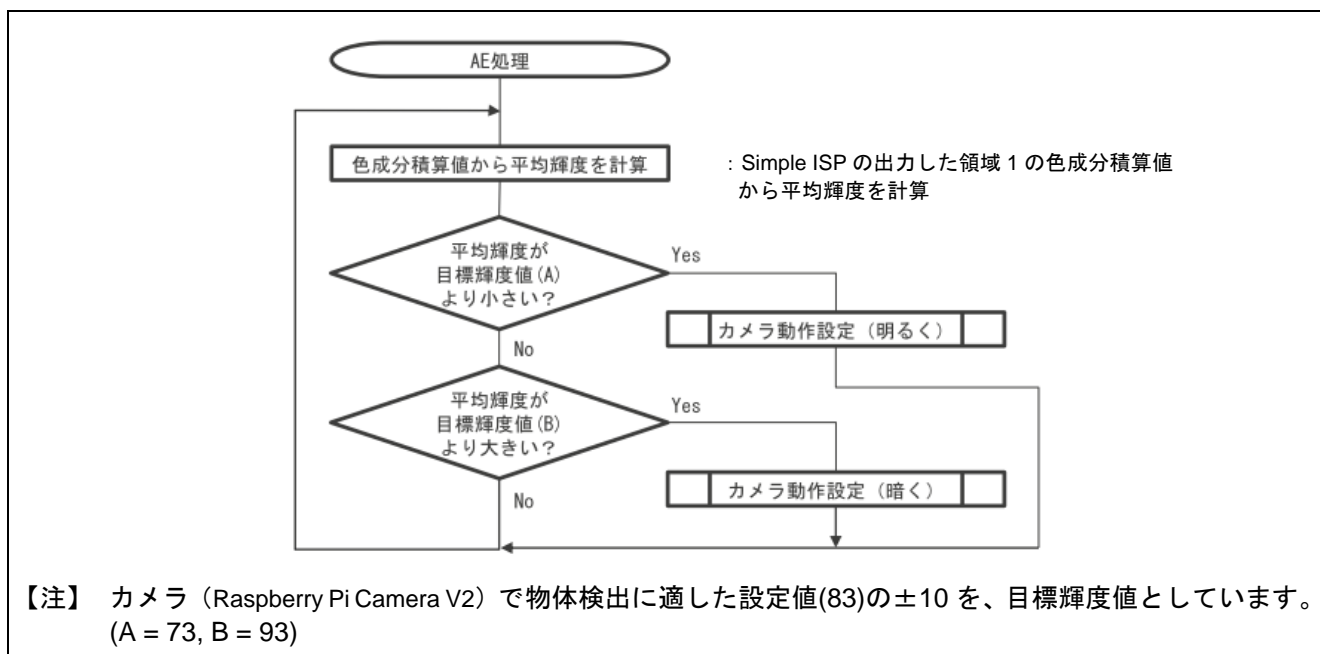 AE処理
色成分積算値から平均輝度を計算
: Simple ISP の出力した領域 1 の色成分積算値
から平均輝度を計算
平均輝度が
目標輝度値(A)
より小さい?
Yes
カメラ動作設定（明るく）
No
平均輝度が
目標輝度値(B)
より大きい?
Yes
カメラ動作設定（暗く）
No
【注】 カメラ（Raspberry Pi Camera V2）で物体検出に適した設定値(83)の±10 を、目標輝度値としています。
(A = 73, B = 93)